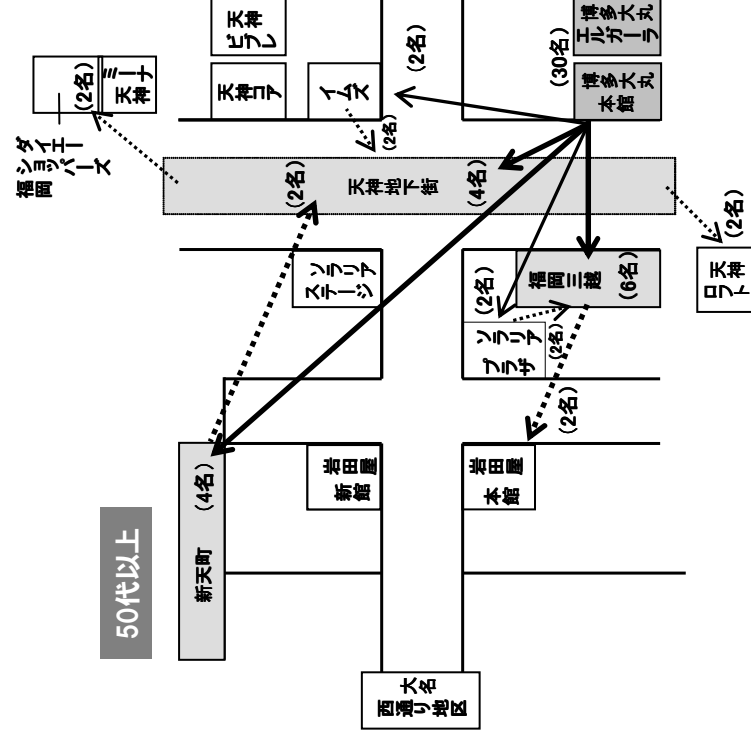 50代以上
ダイエー
ショッパーズ
福岡
(2名)
ミーナ
天神
天神
ビブレ
天神コア
イムズ
(2名)
(2名)
(30名)
博多大丸
エルガーラ
博多大丸
本館
(2名)
天神地下街
(4名)
ソラリア
ステージ
(2名)
福岡三越
(6名)
ソラリア
プラザ
(2名)
(2名)
天神
ロフト
(2名)
新天町
(4名)
岩田屋
新館
岩田屋
本館
大名
西通り地区